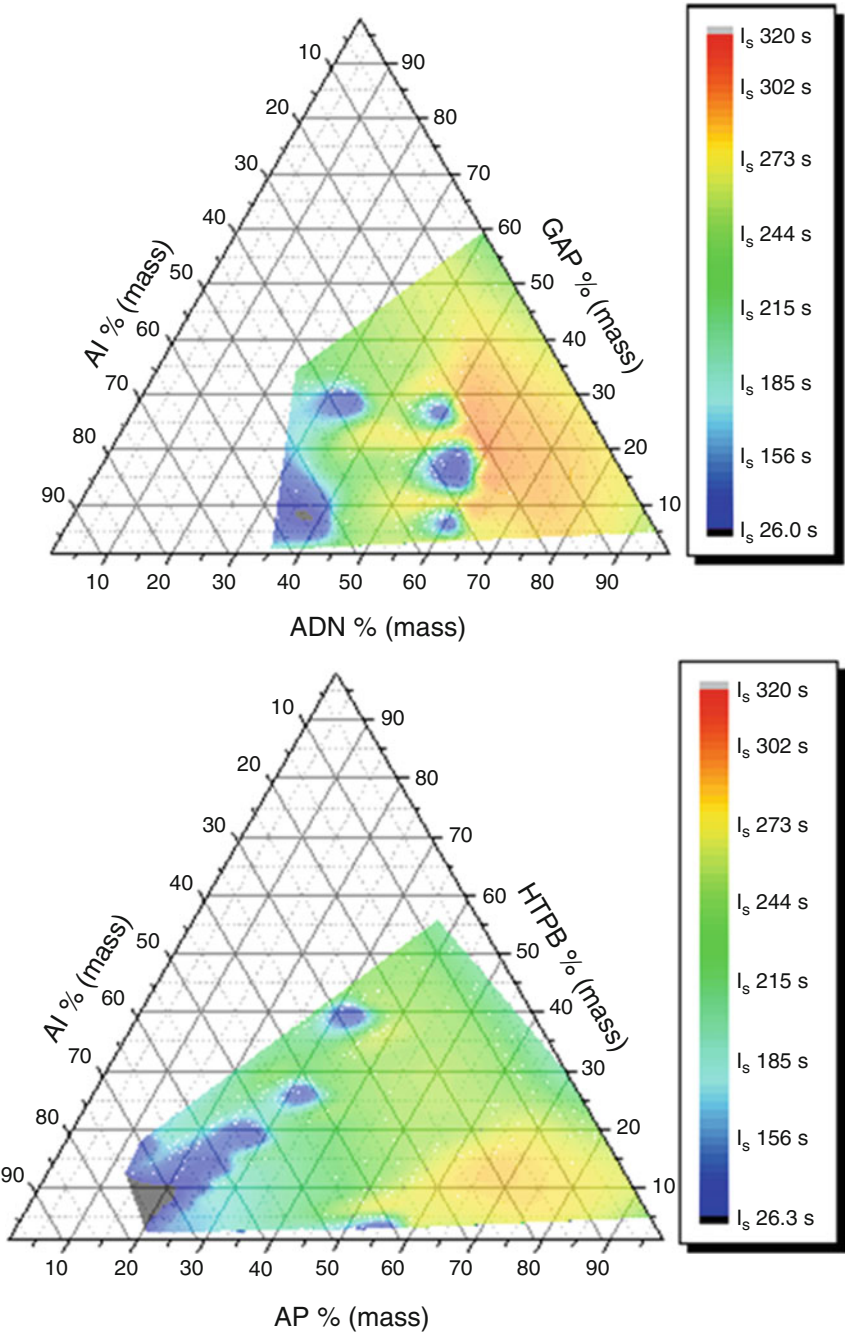 10
20
30
40
50
60
70
80
90
Al % (mass)
90
80
70
60
50
40
30
20
10
GAP % (mass)
10 20 30 40 50 60 70 80 90
ADN % (mass)
Is 320 s
Is 302 s
Is 273 s
Is 244 s
Is 215 s
Is 185 s
Is 156 s
Is 26.0 s
10
20
30
40
50
60
70
80
90
Al % (mass)
90
80
70
60
50
40
30
20
10
HTPB % (mass)
10 20 30 40 50 60 70 80 90
AP % (mass)
Is 320 s
Is 302 s
Is 273 s
Is 244 s
Is 215 s
Is 185 s
Is 156 s
Is 26.3 s